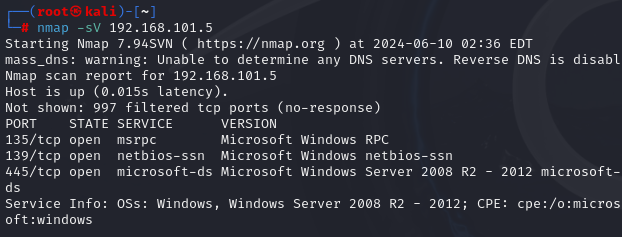 ┌──(root㉿kali)-[~]
└─# nmap -sV 192.168.101.5
Starting Nmap 7.94SVN ( https://nmap.org ) at 2024-06-10 02:36 EDT
mass_dns: warning: Unable to determine any DNS servers. Reverse DNS is disabl
Nmap scan report for 192.168.101.5
Host is up (0.015s latency).
Not shown: 997 filtered tcp ports (no-response)
PORT    STATE SERVICE      VERSION
135/tcp open  msrpc        Microsoft Windows RPC
139/tcp open  netbios-ssn  Microsoft Windows netbios-ssn
445/tcp open  microsoft-ds Microsoft Windows Server 2008 R2 - 2012 microsoft-
ds
Service Info: OSs: Windows, Windows Server 2008 R2 - 2012; CPE: cpe:/o:micros
oft:windows